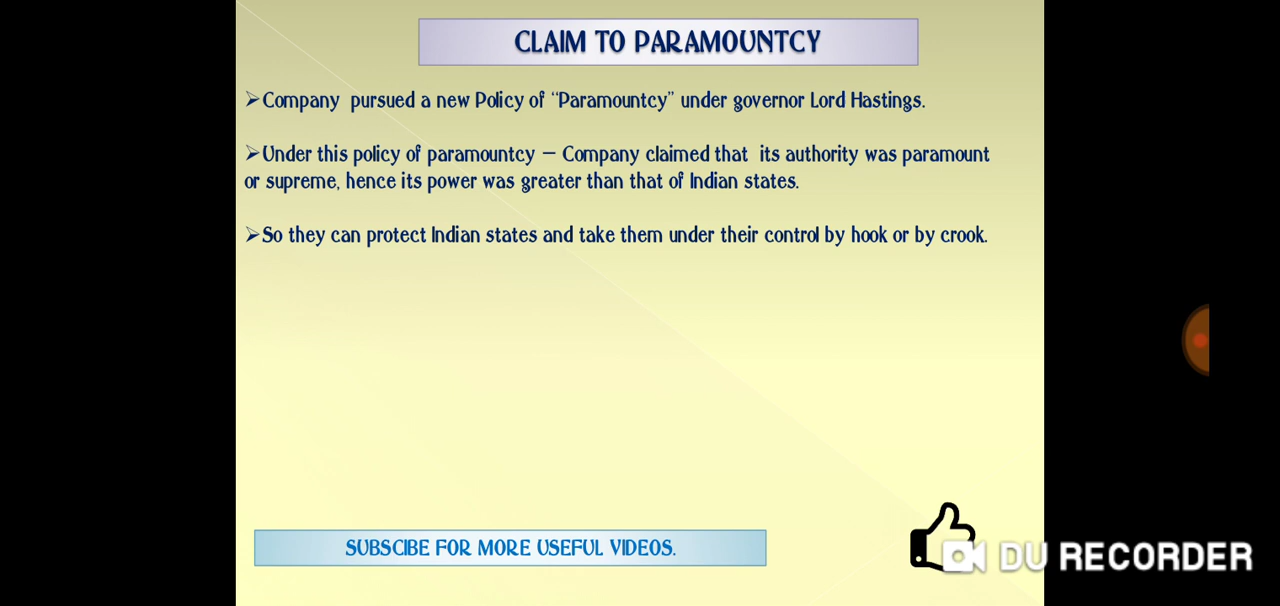 CLAIM TO PARAMOUNTCY
➢Company pursued a new Policy of “Paramountcy” under governor Lord Hastings.
➢Under this policy of paramountcy – Company claimed that its authority was paramount
or supreme, hence its power was greater than that of Indian states.
➢So they can protect Indian states and take them under their control by hook or by crook.
SUBSCIBE FOR MORE USEFUL VIDEOS.
DU RECORDER